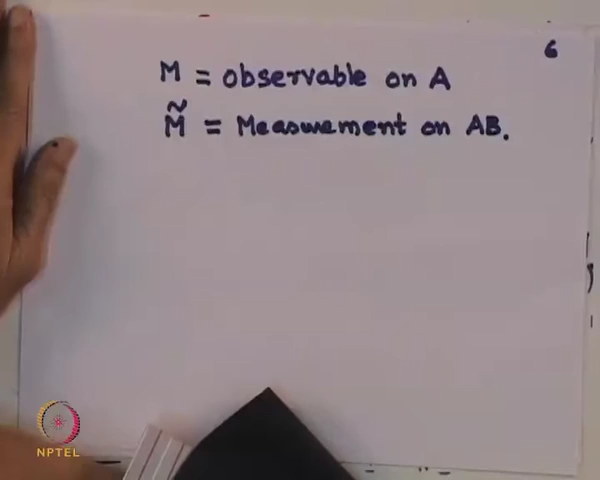 6
M = observable on A
M̃ = Measurement on AB.
NPTEL